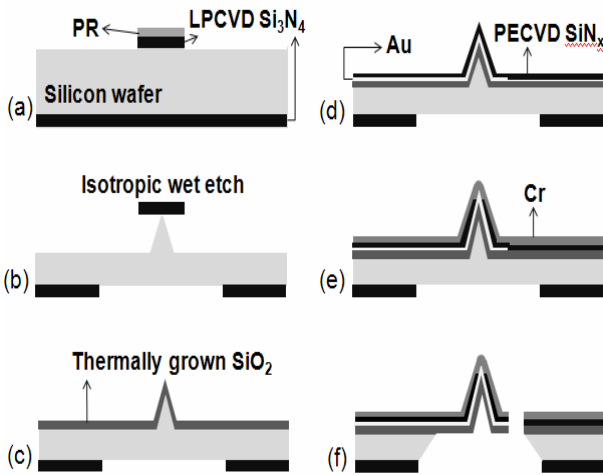 PR
LPCVD Si₃N₄
Silicon wafer
(a)
Isotropic wet etch
(b)
Thermally grown SiO₂
(c)
Au
PECVD SiNₓ
(d)
Cr
(e)
(f)